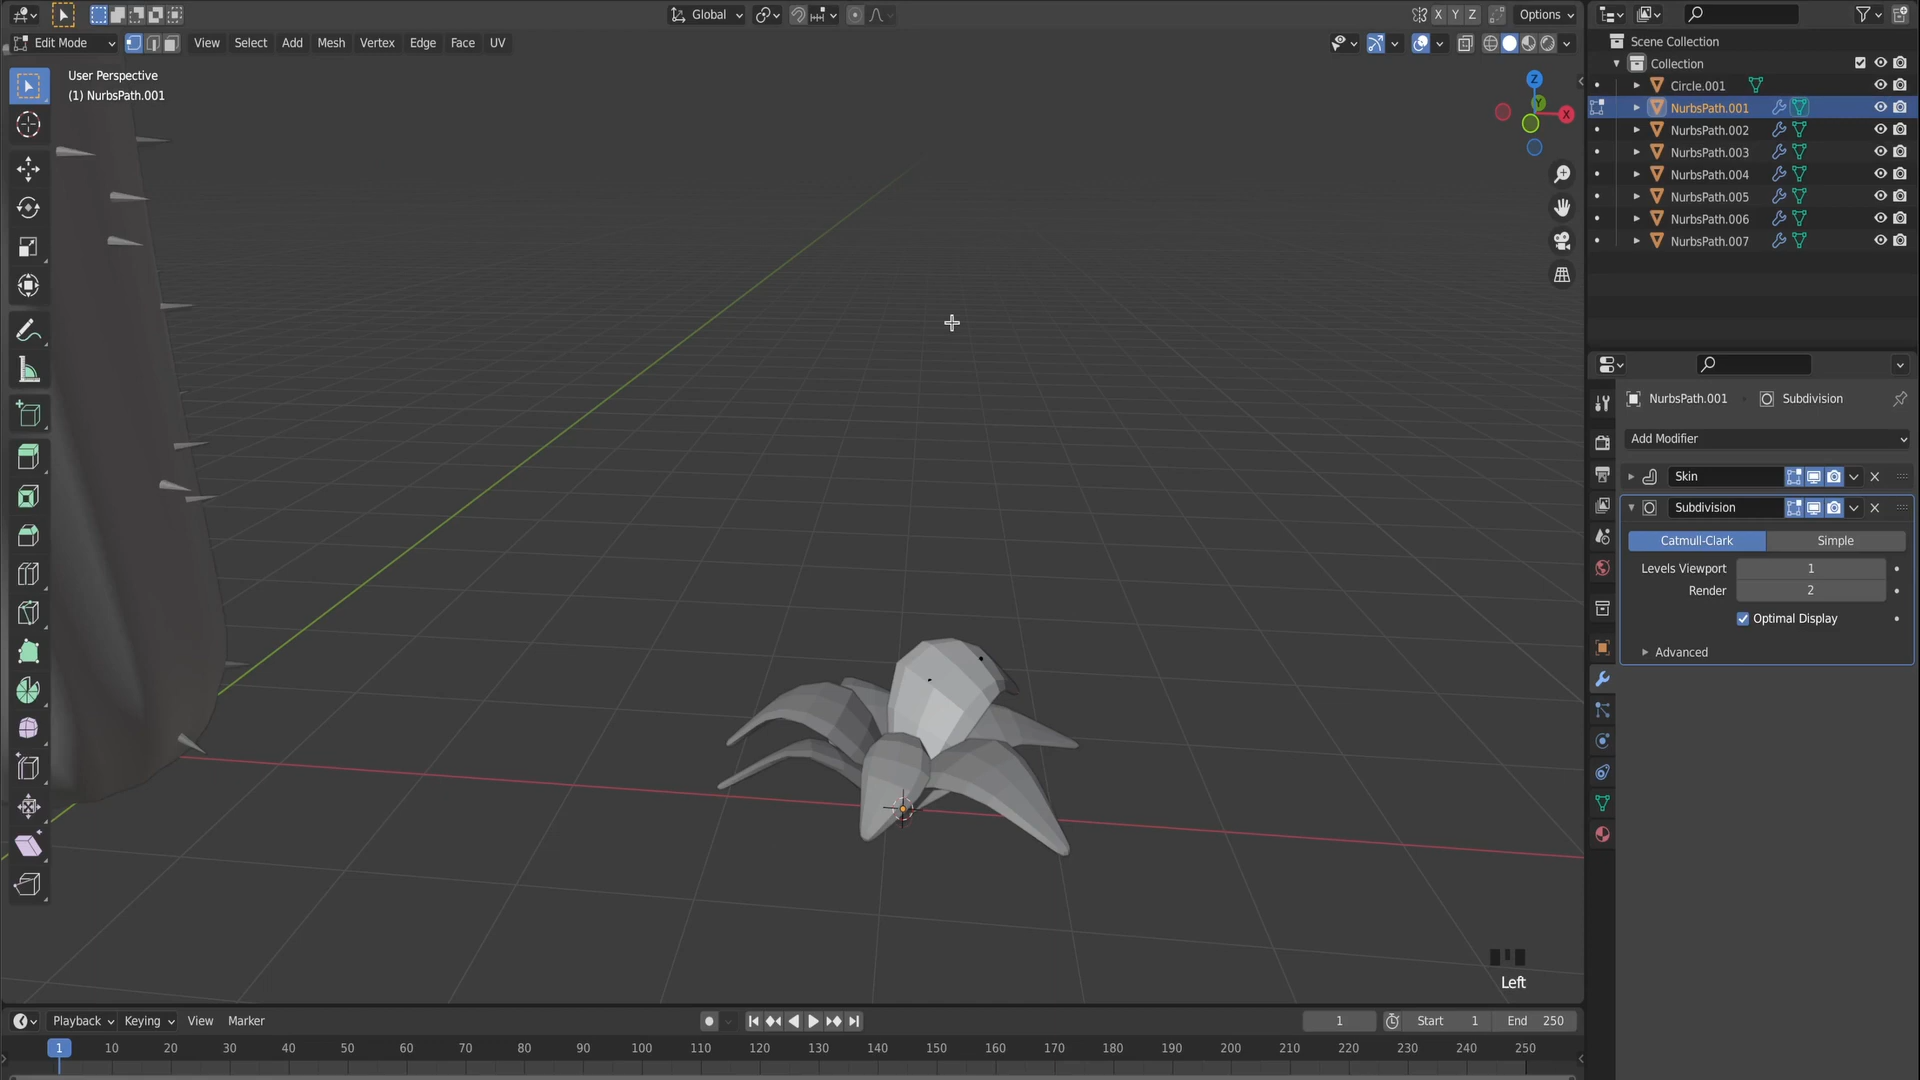 Global
X Y Z
Options
Edit Mode
View Select Add Mesh Vertex Edge Face UV
User Perspective
(1) NurbsPath.001
Z
Y
X
Left
Scene Collection
Collection
Circle.001
NurbsPath.001
NurbsPath.002
NurbsPath.003
NurbsPath.004
NurbsPath.005
NurbsPath.006
NurbsPath.007
NurbsPath.001 Subdivision
Add Modifier
Skin
Subdivision
Catmull-Clark Simple
Levels Viewport 1
Render 2
Optimal Display
Advanced
Playback Keying View Marker
1 Start 1 End 250
1 10 20 30 40 50 60 70 80 90 100 110 120 130 140 150 160 170 180 190 200 210 220 230 240 250